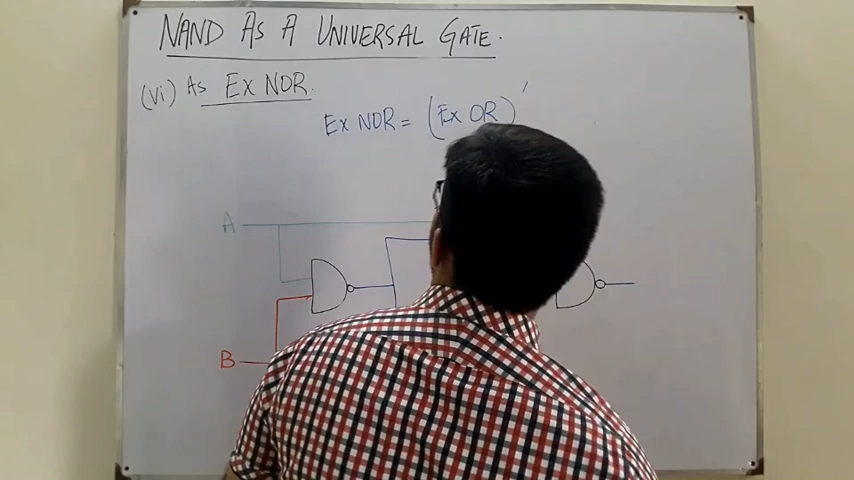 NAND AS A UNIVERSAL GATE.
(vi) As Ex NOR.
Ex NOR = (Ex OR)'
A
B